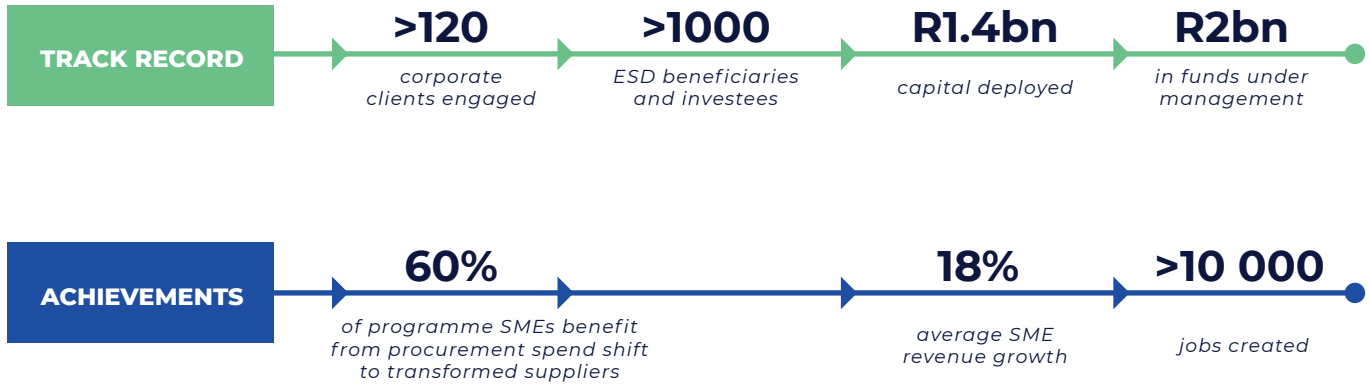 TRACK RECORD
>120
corporate
clients engaged
>1000
ESD beneficiaries
and investees
R1.4bn
capital deployed
R2bn
in funds under
management
ACHIEVEMENTS
60%
of programme SMEs benefit
from procurement spend shift
to transformed suppliers
18%
average SME
revenue growth
>10 000
jobs created